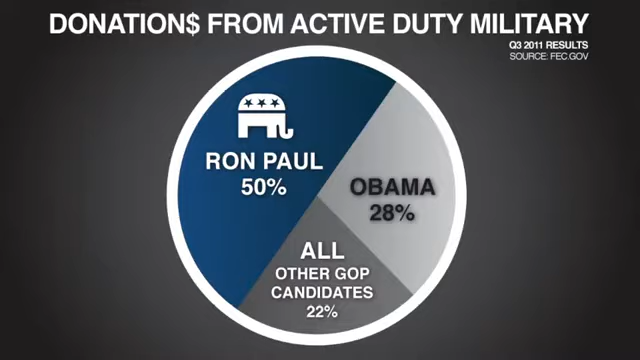 DONATION$ FROM ACTIVE DUTY MILITARY
Q3 2011 RESULTS
SOURCE: FEC.GOV
RON PAUL
50%
OBAMA
28%
ALL
OTHER GOP
CANDIDATES
22%